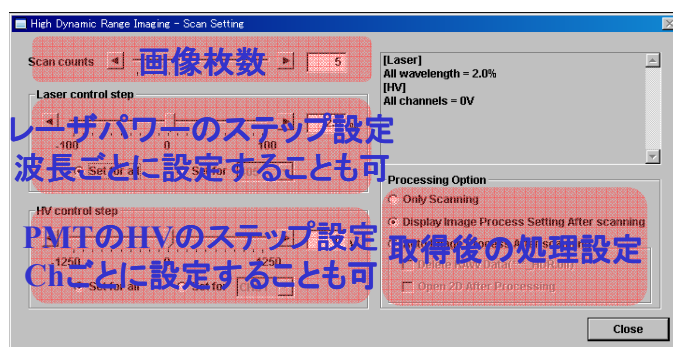 High Dynamic Range Imaging - Scan Setting
Scan counts
5
画像枚数
Laser control step
レーザパワーのステップ設定
-100 0 100
波長ごとに設定することも可
Set for all Set for
HV control step
PMTのHVのステップ設定
-1250 0 1250
Chごとに設定することも可
Set for all Set for
[Laser]
All wavelength = 2.0%
[HV]
All channels = 0V
Processing Option
Only Scanning
Display Image Process Setting After scanning
取得後の処理設定
Open 2D After Processing
Close